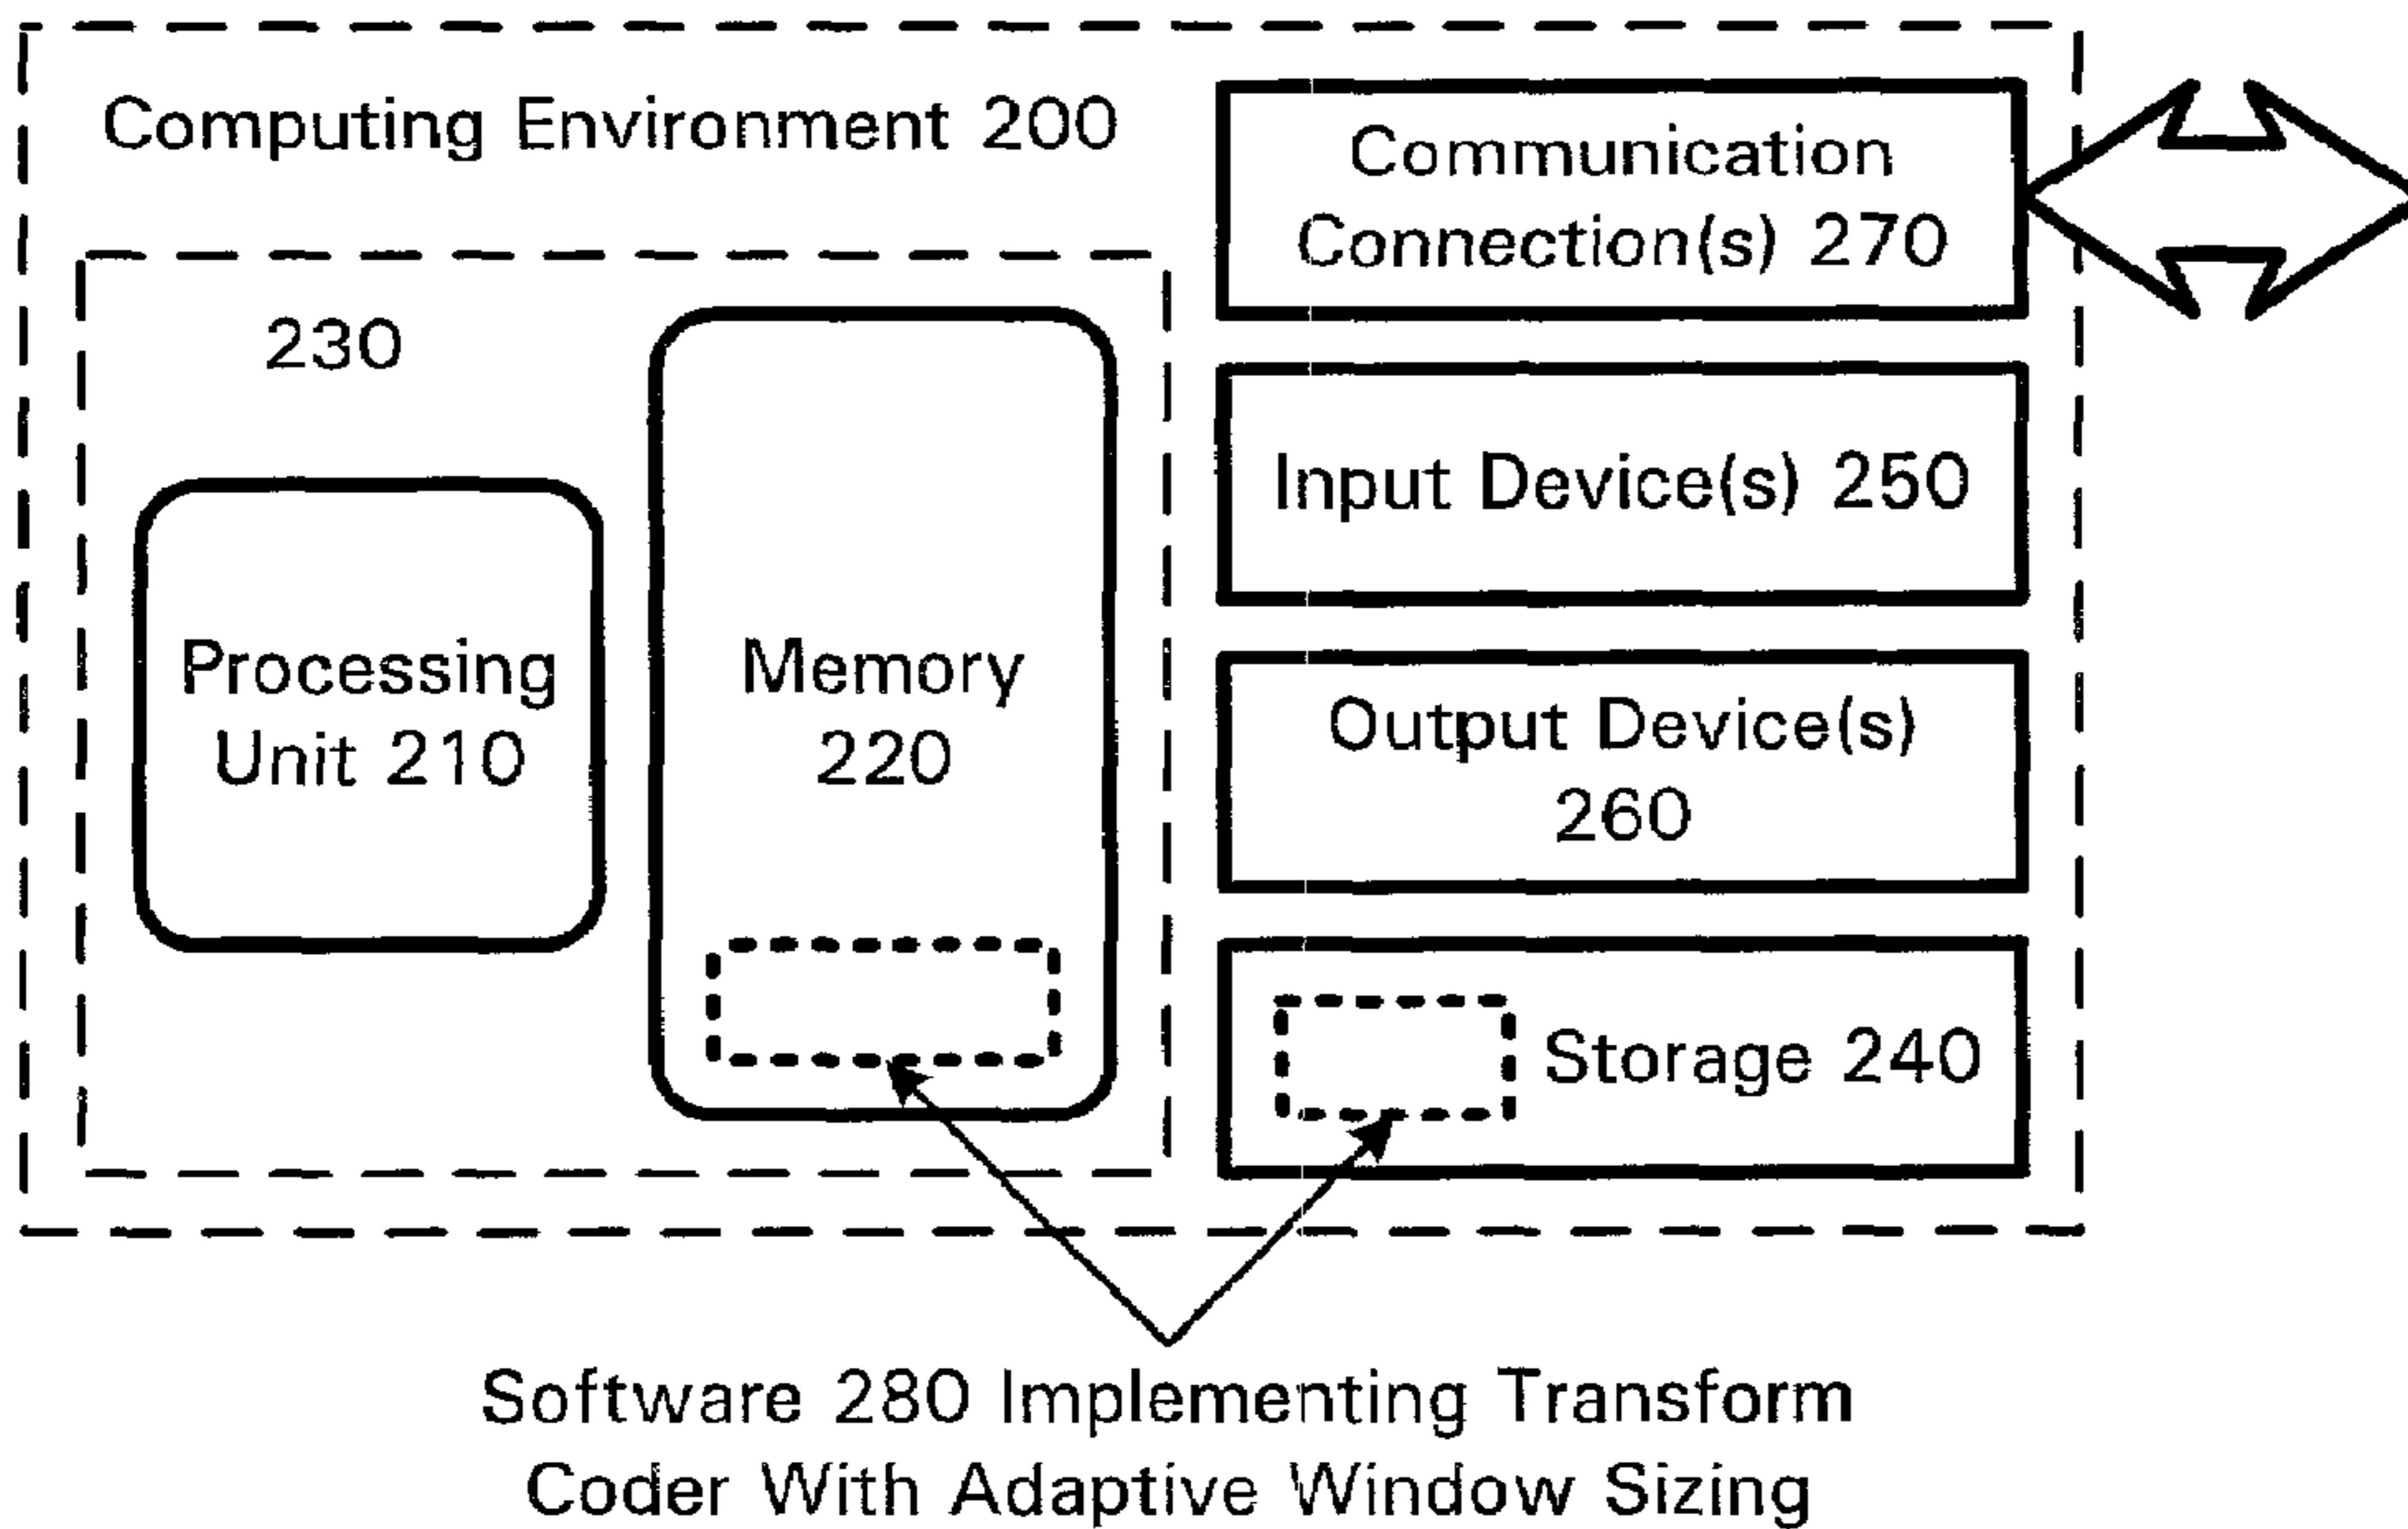 Computing Environment 200
Communication
Connection(s) 270
230
Input Device(s) 250
Processing
Unit 210
Memory
220
Output Device(s)
260
Storage 240
Software 280 Implementing Transform
Coder With Adaptive Window Sizing